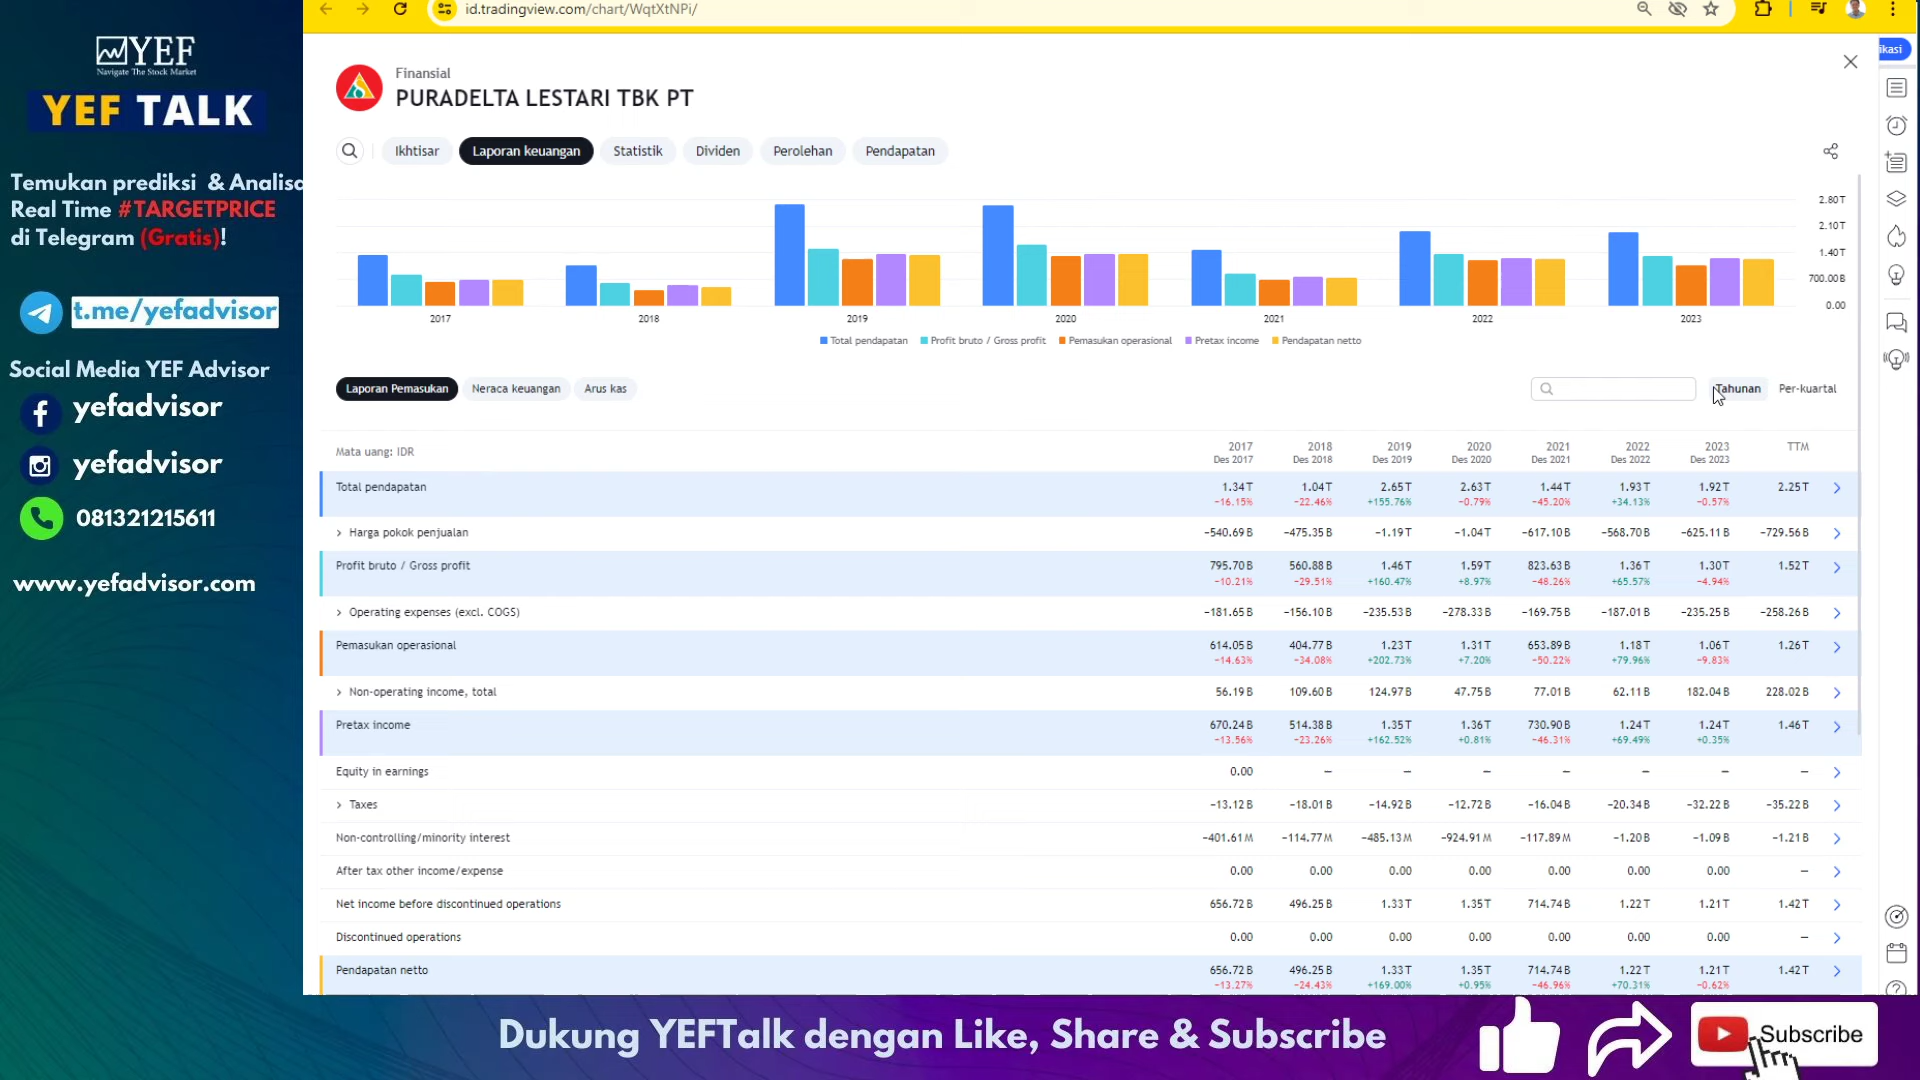 YEF
Navigate The Stock Market
YEF TALK
Temukan prediksi & Analisa
Real Time #TARGETPRICE
di Telegram (Gratis)!
t.me/yefadvisor
Social Media YEF Advisor
yefadvisor
yefadvisor
081321215611
www.yefadvisor.com
id.tradingview.com/chart/WqtXtNPi/
ikasi
Finansial
PURADELTA LESTARI TBK PT
Ikhtisar Laporan keuangan Statistik Dividen Perolehan Pendapatan
2.80T
2.10T
1.40T
700.00B
0.00
2017 2018 2019 2020 2021 2022 2023
Total pendapatan Profit bruto / Gross profit Pemasukan operasional Pretax income Pendapatan netto
Laporan Pemasukan Neraca keuangan Arus kas Tahunan Per-kuartal
Mata uang: IDR 2017 2018 2019 2020 2021 2022 2023 TTM
Des 2017 Des 2018 Des 2019 Des 2020 Des 2021 Des 2022 Des 2023
Total pendapatan 1.34T 1.04T 2.65T 2.63T 1.44T 1.93T 1.92T 2.25T
−16.15% −22.46% +155.76% −0.79% −45.20% +34.13% −0.57%
Harga pokok penjualan −540.69B −475.35B −1.19T −1.04T −617.10B −568.70B −625.11B −729.56B
Profit bruto / Gross profit 795.70B 560.88B 1.46T 1.59T 823.63B 1.36T 1.30T 1.52T
−10.21% −29.51% +160.47% +8.97% −48.26% +65.57% −4.94%
Operating expenses (excl. COGS) −181.65B −156.10B −235.53B −278.33B −169.75B −187.01B −235.25B −258.26B
Pemasukan operasional 614.05B 404.77B 1.23T 1.31T 653.89B 1.18T 1.06T 1.26T
−14.63% −34.08% +202.73% +7.20% −50.22% +79.96% −9.83%
Non-operating income, total 56.19B 109.60B 124.97B 47.75B 77.01B 62.11B 182.04B 228.02B
Pretax income 670.24B 514.38B 1.35T 1.36T 730.90B 1.24T 1.24T 1.46T
−13.56% −23.26% +162.52% +0.81% −46.31% +69.49% +0.35%
Equity in earnings 0.00 — — — — — — —
Taxes −13.12B −18.01B −14.92B −12.72B −16.04B −20.34B −32.22B −35.22B
Non-controlling/minority interest −401.61M −114.77M −485.13M −924.91M −117.89M −1.20B −1.09B −1.21B
After tax other income/expense 0.00 0.00 0.00 0.00 0.00 0.00 0.00 —
Net income before discontinued operations 656.72B 496.25B 1.33T 1.35T 714.74B 1.22T 1.21T 1.42T
Discontinued operations 0.00 0.00 0.00 0.00 0.00 0.00 0.00 —
Pendapatan netto 656.72B 496.25B 1.33T 1.35T 714.74B 1.22T 1.21T 1.42T
−13.27% −24.43% +169.00% +0.95% −46.96% +70.31% −0.62%
Dukung YEFTalk dengan Like, Share & Subscribe
Subscribe